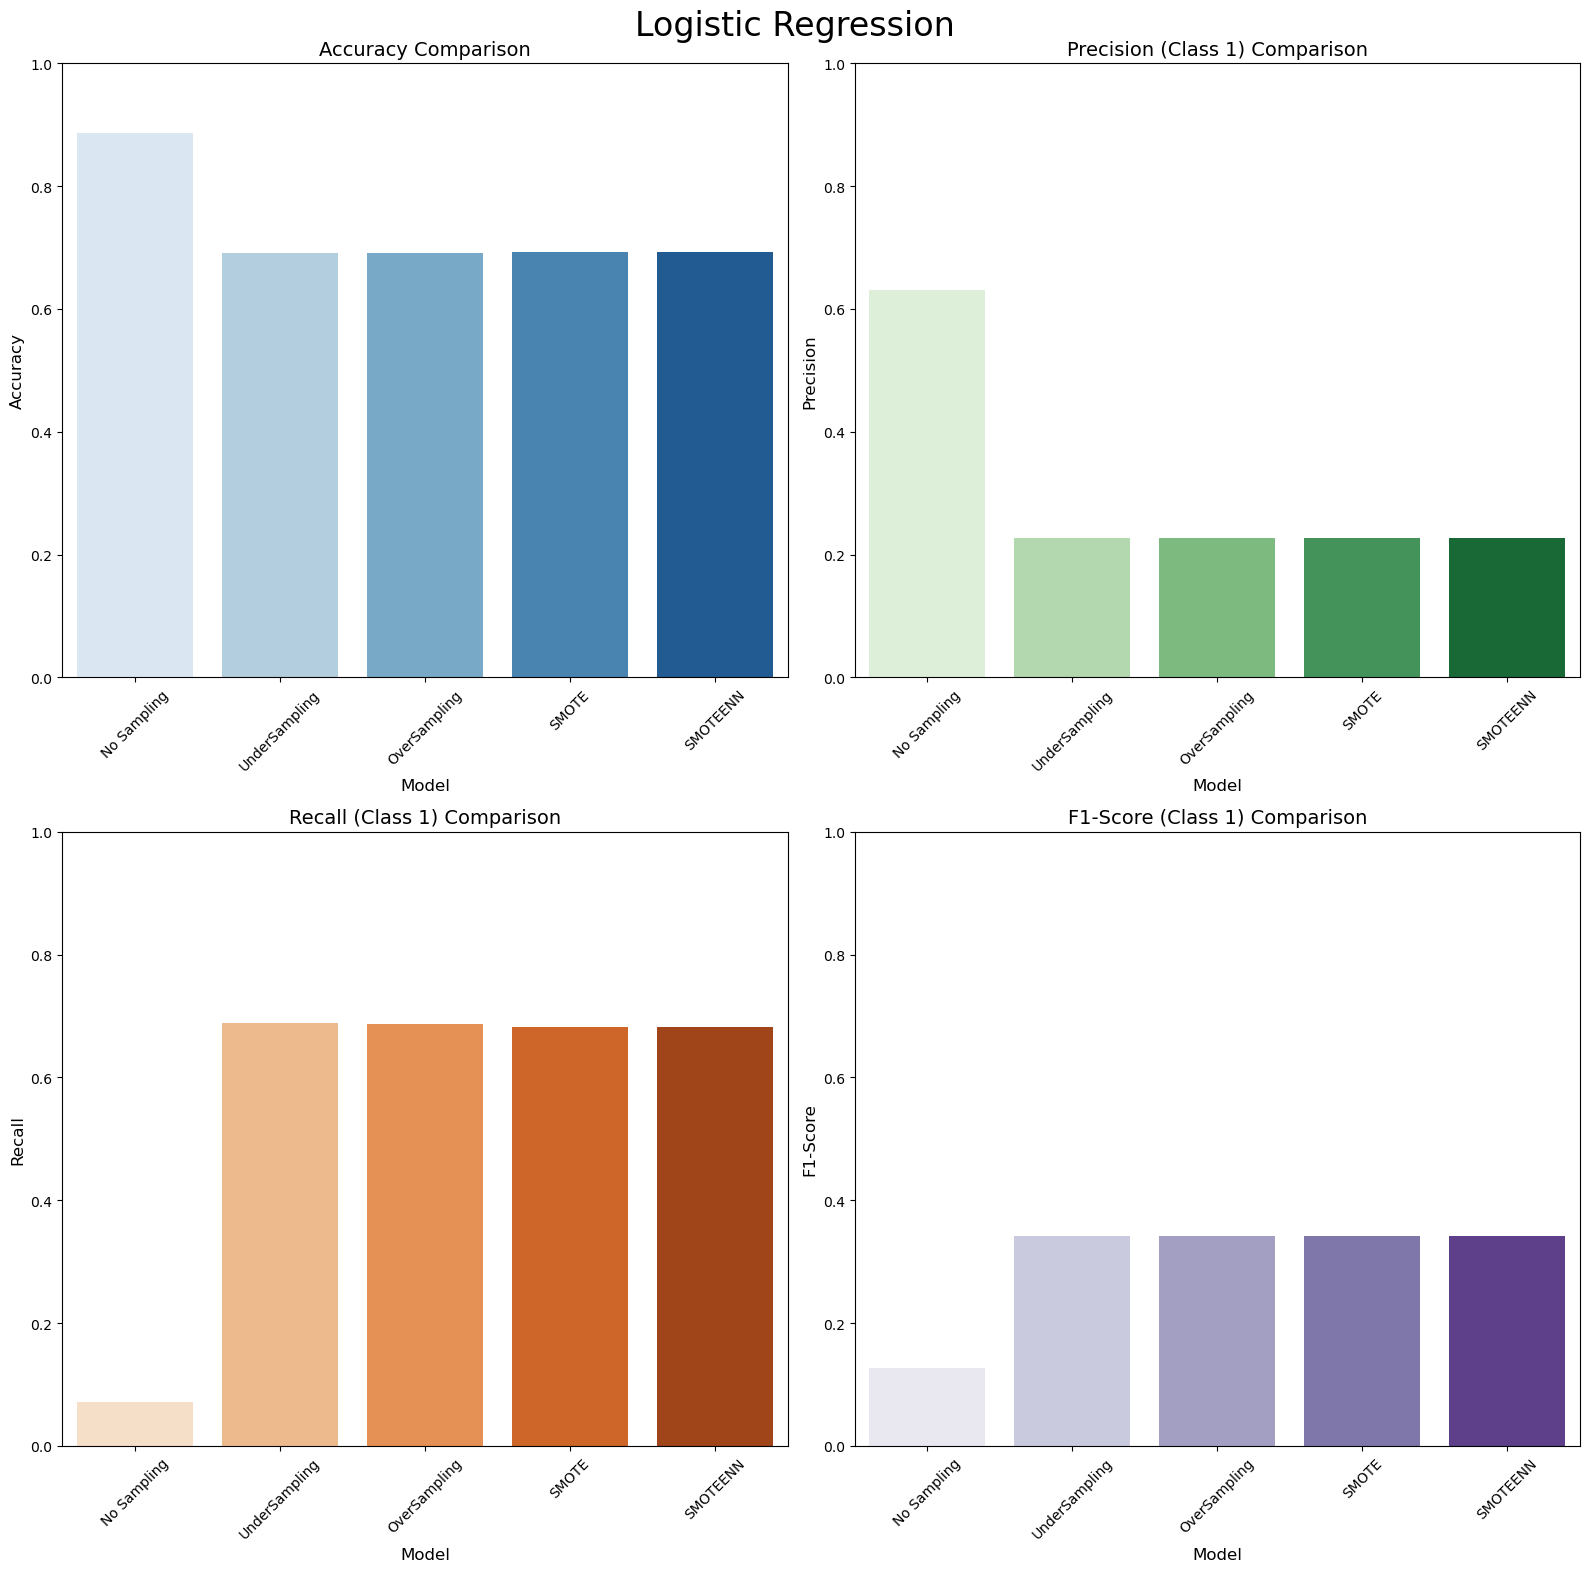 Logistic Regression
Accuracy Comparison
1.0
0.8
0.6
0.4
0.2
0.0
Accuracy
No Sampling
UnderSampling
OverSampling
SMOTE
SMOTEENN
Model
Precision (Class 1) Comparison
1.0
0.8
0.6
0.4
0.2
0.0
Precision
No Sampling
UnderSampling
OverSampling
SMOTE
SMOTEENN
Model
Recall (Class 1) Comparison
1.0
0.8
0.6
0.4
0.2
0.0
Recall
No Sampling
UnderSampling
OverSampling
SMOTE
SMOTEENN
Model
F1-Score (Class 1) Comparison
1.0
0.8
0.6
0.4
0.2
0.0
F1-Score
No Sampling
UnderSampling
OverSampling
SMOTE
SMOTEENN
Model